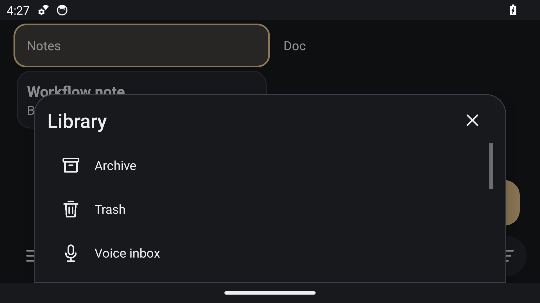 4:27
Notes
Doc
Workflow note
B
Library
Archive
Trash
Voice inbox